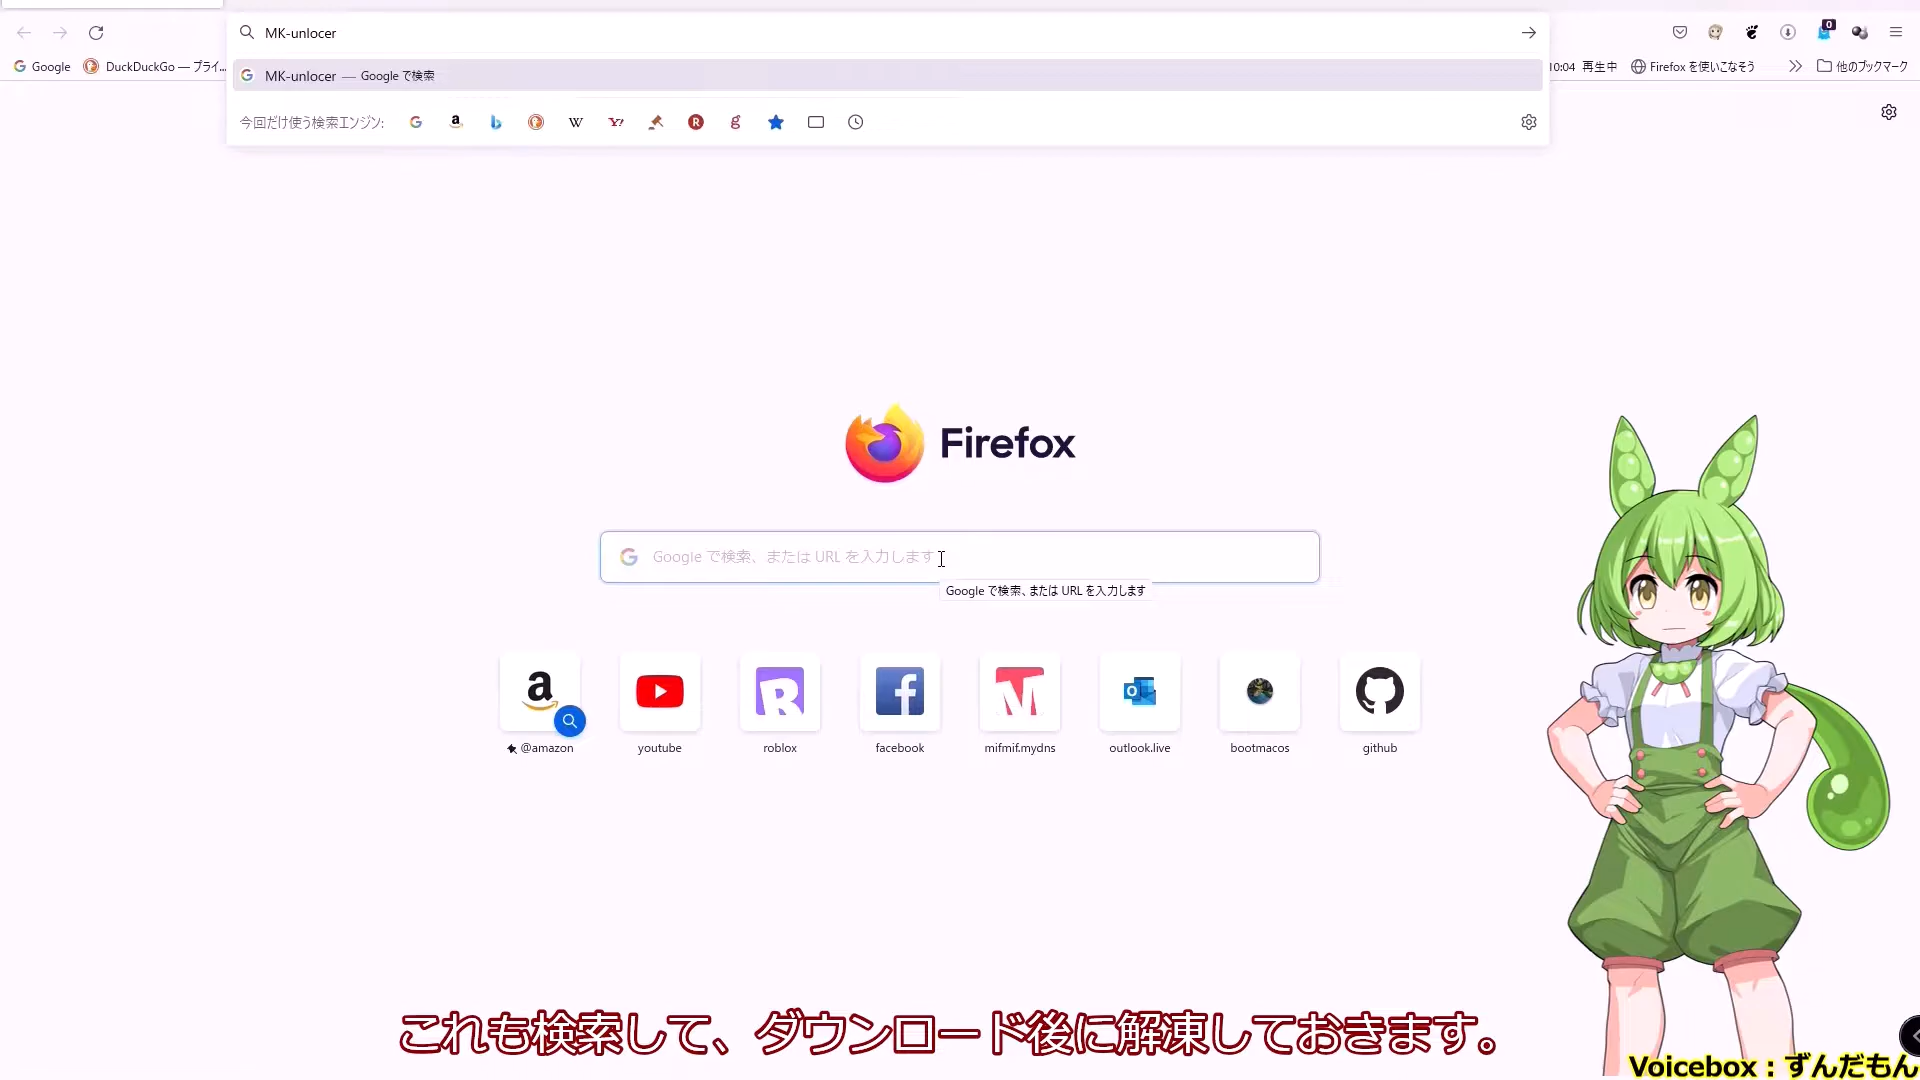 MK-unlocer
Google
DuckDuckGo — プライ...
MK-unlocer — Google で検索
10:04 再生中
Firefox を使いこなそう
他のブックマーク
今回だけ使う検索エンジン:
Firefox
Google で検索、または URL を入力します
Google で検索、または URL を入力します
@amazon
youtube
roblox
facebook
mifmif.mydns
outlook.live
bootmacos
github
これも検索して、ダウンロード後に解凍しておきます。
Voicebox：ずんだもん